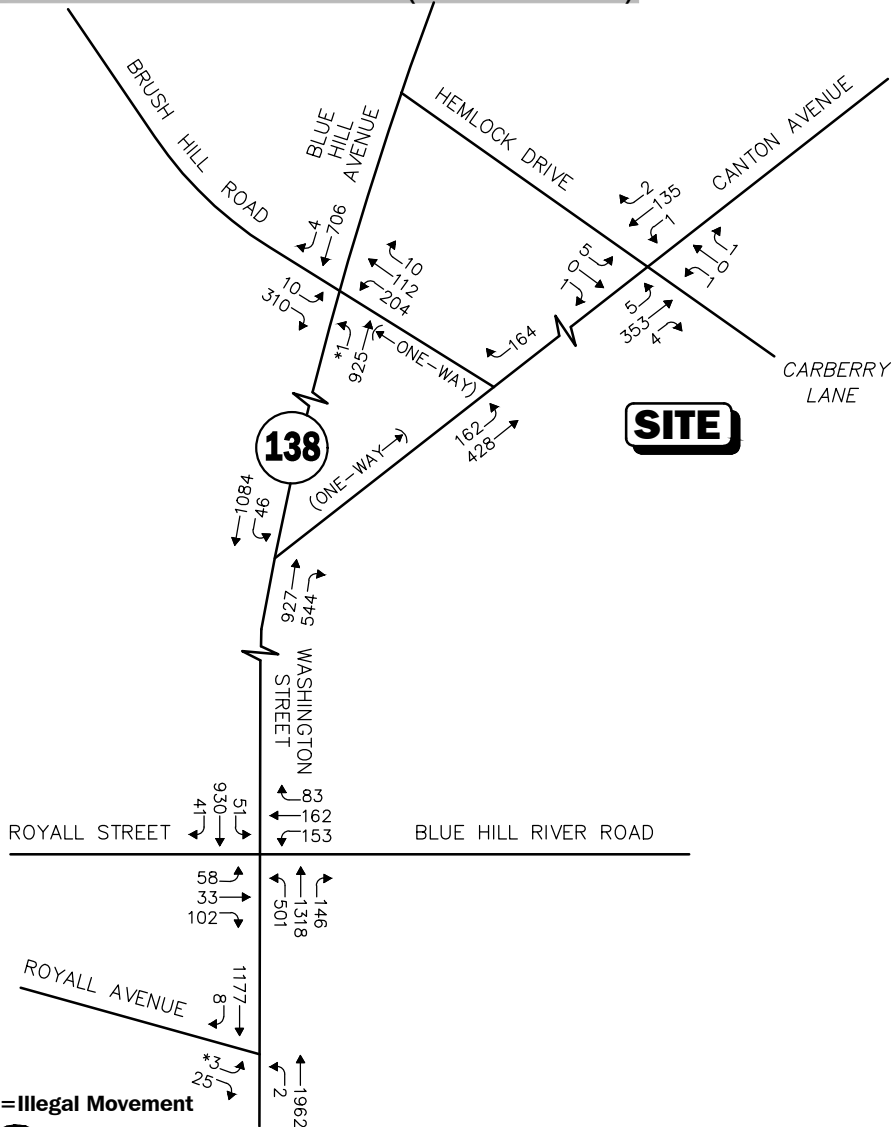 BRUSH HILL ROAD
BLUE
HILL
AVENUE
HEMLOCK DRIVE
CANTON AVENUE
2
135
1
4
706
10
112
204
5
0
1
1
0
1
10
310
*1
925
(ONE-WAY)
164
5
353
4
CARBERRY
LANE
SITE
138
162
428
(ONE-WAY)
1084
46
927
544
WASHINGTON
STREET
41
930
51
83
162
153
ROYALL STREET
BLUE HILL RIVER ROAD
58
33
102
501
1318
146
ROYALL AVENUE
8
1177
*3
25
2
1962
=Illegal Movement